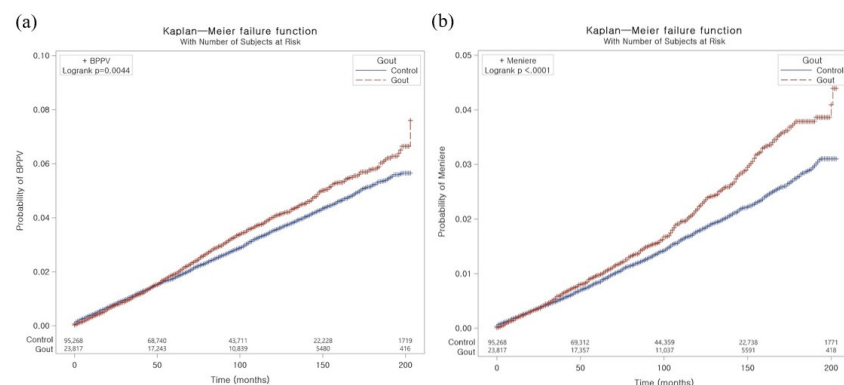 (a)
Kaplan—Meier failure function
With Number of Subjects at Risk
+ BPPV
Logrank p=0.0044
Gout
Control
Gout
Probability of BPPV
0.10
0.08
0.06
0.04
0.02
0.00
Control 95,268 68,740 43,711 22,228 1719
Gout 23,817 17,243 10,839 5480 416
0 50 100 150 200
Time (months)
(b)
Kaplan—Meier failure function
With Number of Subjects at Risk
+ Meniere
Logrank p <.0001
Gout
Control
Gout
Probability of Meniere
0.05
0.04
0.03
0.02
0.01
0.00
Control 95,268 69,312 44,359 22,738 1771
Gout 23,817 17,357 11,037 5591 418
0 50 100 150 200
Time (months)